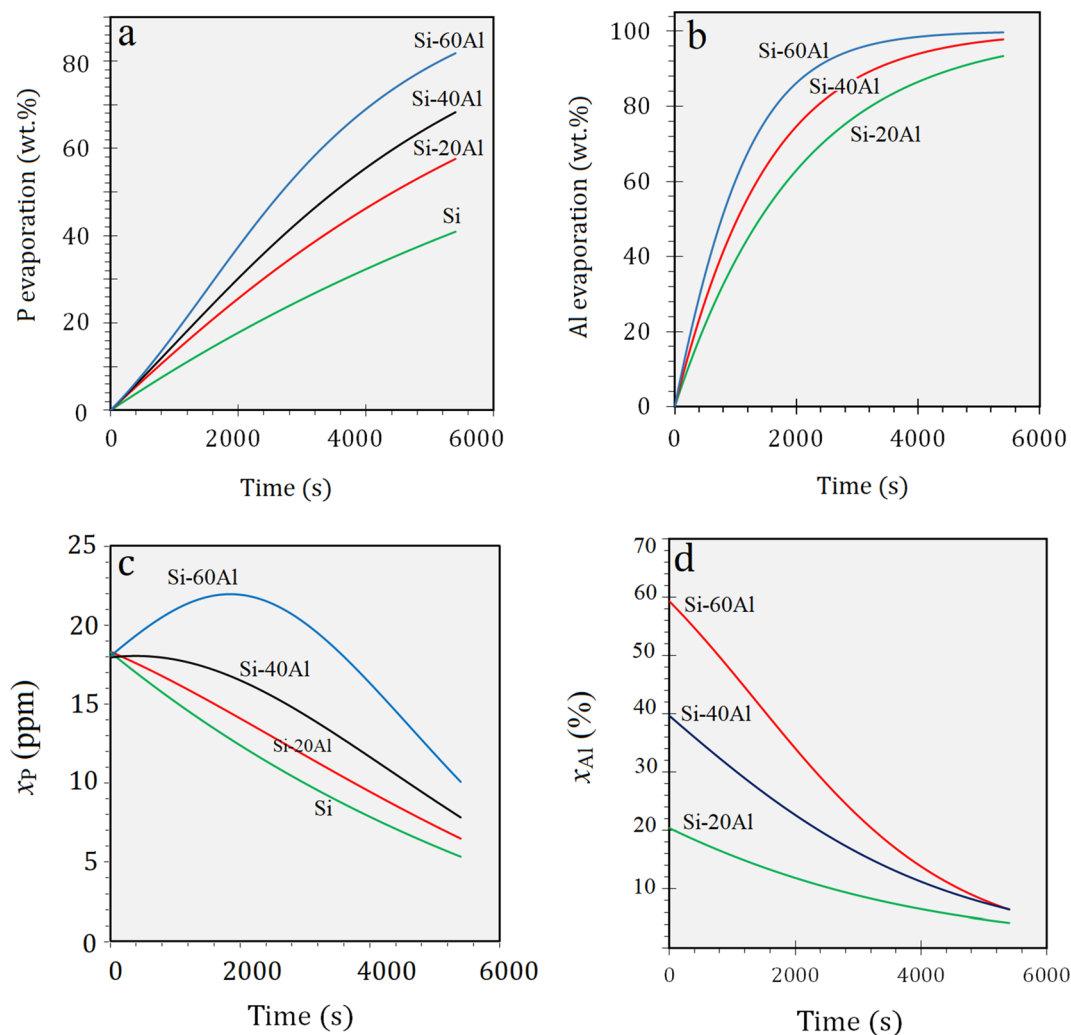 a
P evaporation (wt.%)
80
60
40
20
0
Si-60Al
Si-40Al
Si-20Al
Si
0 2000 4000 6000
Time (s)
b
Al evaporation (wt.%)
100
80
60
40
20
0
Si-60Al
Si-40Al
Si-20Al
0 2000 4000 6000
Time (s)
c
xP (ppm)
25
20
15
10
5
0
Si-60Al
Si-40Al
Si-20Al
Si
0 2000 4000 6000
Time (s)
d
xAl (%)
70
60
50
40
30
20
10
Si-60Al
Si-40Al
Si-20Al
0 2000 4000 6000
Time (s)